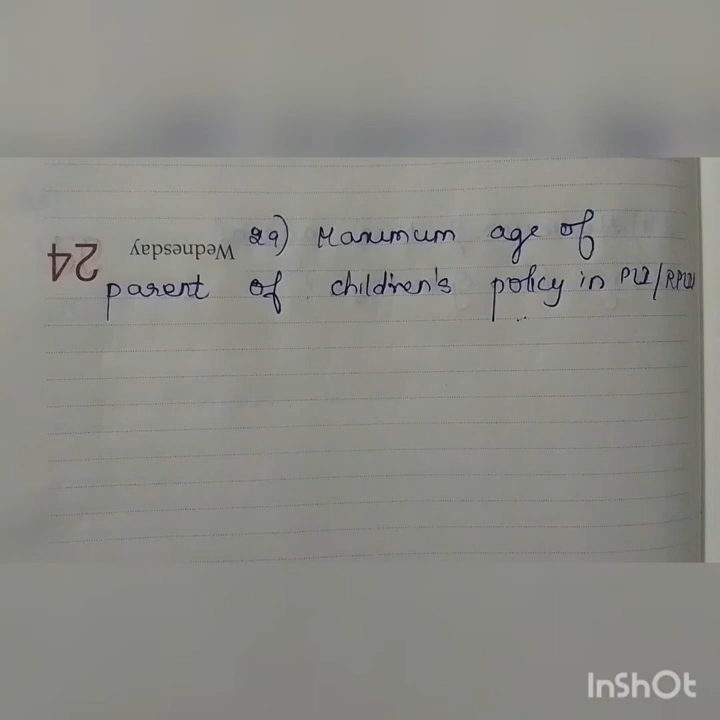 29) Maximum age of
parent of children's policy in PLI/RPLI
24 Wednesday
InShOt